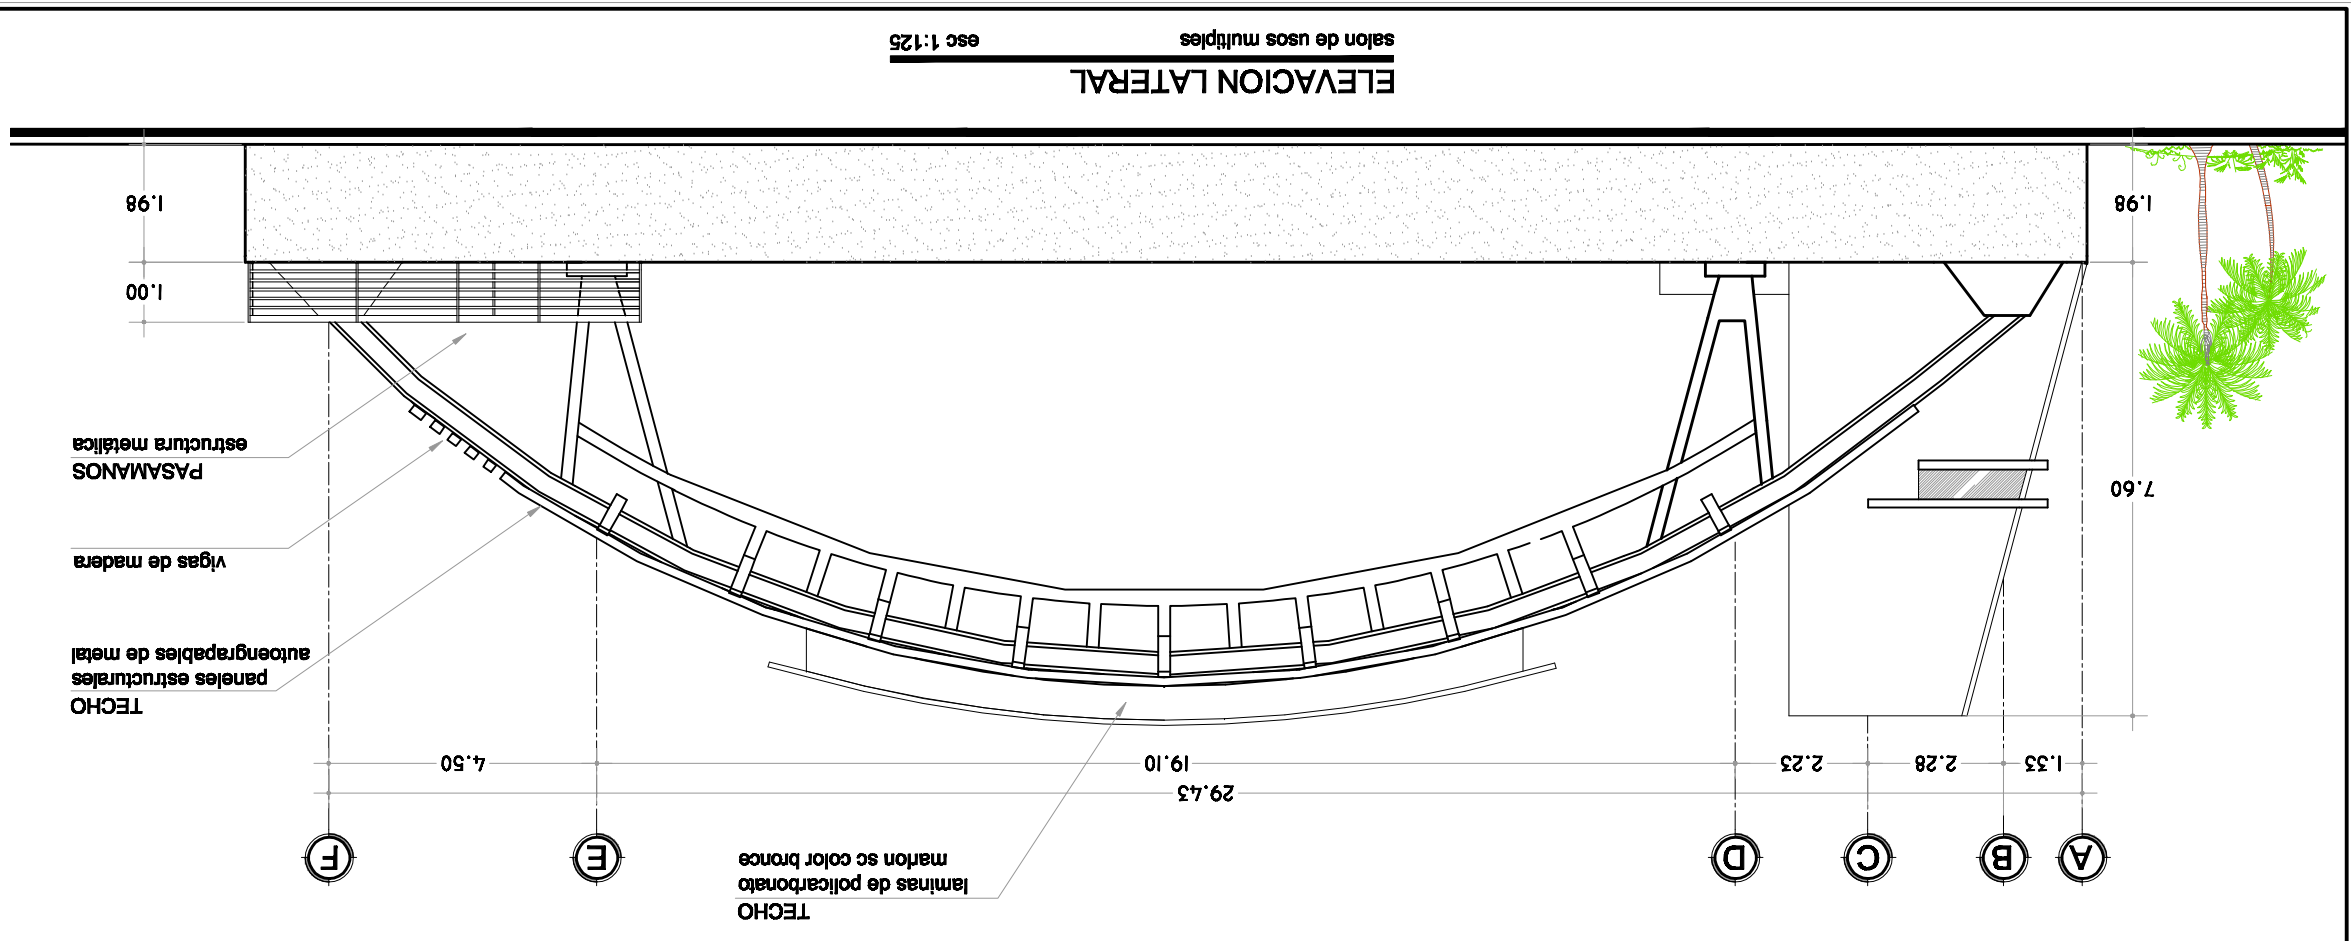 TECHO
laminas de policarbonato
marlon sc color bronce
A B C D E F
29.43
1.33 2.28 2.23 19.10 4.50
TECHO
paneles estructurales
autoengrapables de metal
vigas de madera
7.60
PASAMANOS
estructura metálica
1.00
1.98 1.98
ELEVACION LATERAL
salon de usos multiples esc 1:125